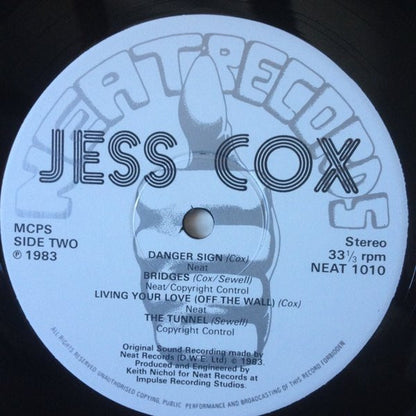 NEAT RECORDS
JESS COX
MCPS
SIDE TWO
℗ 1983
Stereo
33⅓ rpm
NEAT 1010
DANGER SIGN (Cox)
Neat
BRIDGES (Cox/Sewell)
Neat/Copyright Control
LIVING YOUR LOVE (OFF THE WALL) (Cox)
Neat
THE TUNNEL (Sewell)
Copyright Control
Original Sound Recording made by
Neat Records (D.W.E. Ltd) ℗ 1983.
Produced and Engineered by
Keith Nichol for Neat Records at
Impulse Recording Studios.
ALL RIGHTS RESERVED. UNAUTHORISED COPYING, PUBLIC PERFORMANCE AND BROADCASTING OF THIS RECORD FORBIDDEN